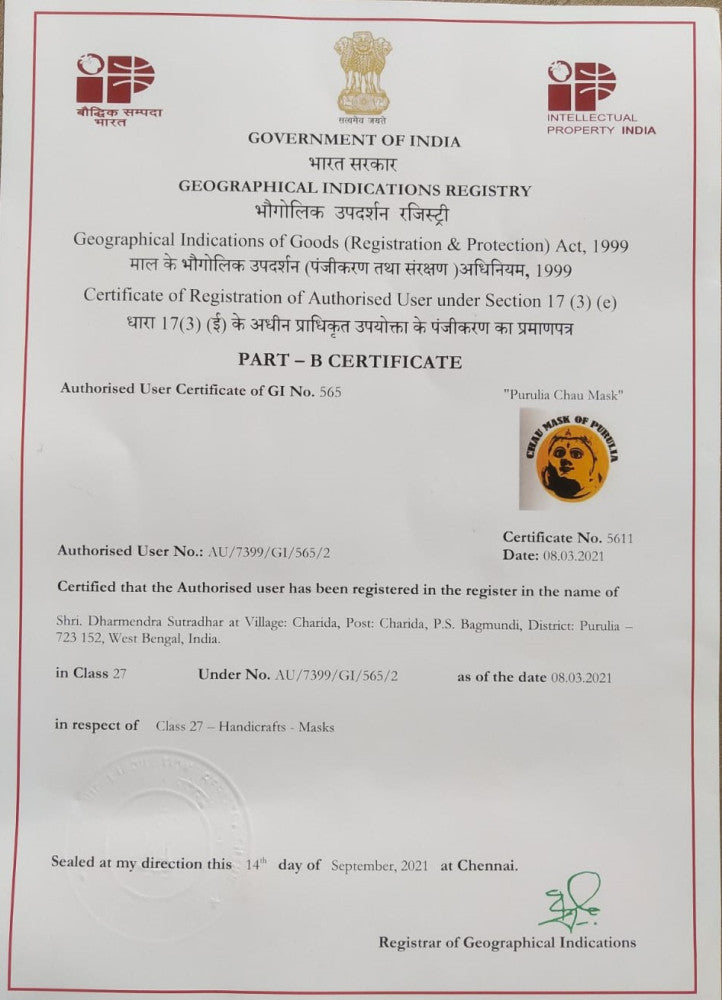 बौद्धिक सम्पदा
भारत
सत्यमेव जयते
INTELLECTUAL
PROPERTY INDIA
GOVERNMENT OF INDIA
भारत सरकार
GEOGRAPHICAL INDICATIONS REGISTRY
भौगोलिक उपदर्शन रजिस्ट्री
Geographical Indications of Goods (Registration & Protection) Act, 1999
माल के भौगोलिक उपदर्शन (पंजीकरण तथा संरक्षण )अधिनियम, 1999
Certificate of Registration of Authorised User under Section 17 (3) (e)
धारा 17(3) (ई) के अधीन प्राधिकृत उपयोक्ता के पंजीकरण का प्रमाणपत्र
PART – B CERTIFICATE
Authorised User Certificate of GI No. 565
"Purulia Chau Mask"
CHAU MASK OF PURULIA
Certificate No. 5611
Authorised User No.: AU/7399/GI/565/2
Date: 08.03.2021
Certified that the Authorised user has been registered in the register in the name of
Shri. Dharmendra Sutradhar at Village: Charida, Post: Charida, P.S. Bagmundi, District: Purulia –
723 152, West Bengal, India.
in Class 27 Under No. AU/7399/GI/565/2 as of the date 08.03.2021
in respect of Class 27 – Handicrafts - Masks
Sealed at my direction this 14th day of September, 2021 at Chennai.
Registrar of Geographical Indications